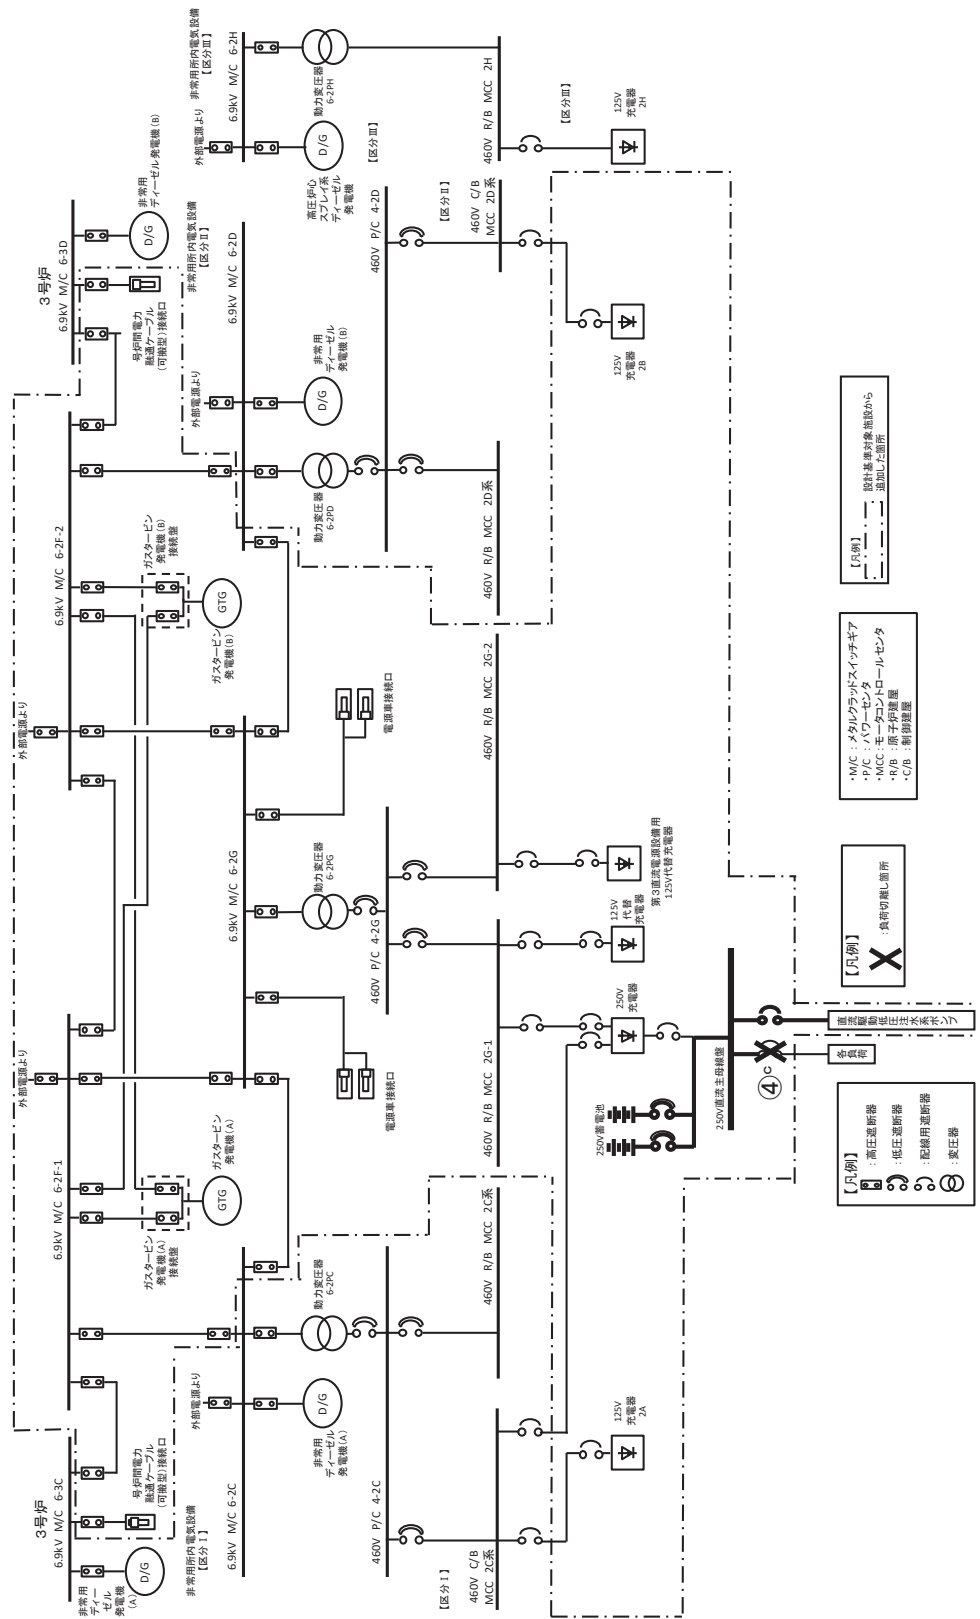 3号炉
6.9kV M/C 6-3C
非常用
ディー
ゼル
発電機
(A)
D/G
号炉間電力
融通ケーブル
(可搬型)接続口
外部電源より
6.9kV M/C 6-2F-1
ガスタービン
発電機(A)
接続盤
GTG
ガスタービン
発電機(A)
外部電源より
6.9kV M/C 6-2F-2
ガスタービン
発電機(B)
接続盤
GTG
ガスタービン
発電機(B)
3号炉
6.9kV M/C 6-3D
号炉間電力
融通ケーブル
(可搬型)接続口
非常用
ディーゼル発電機(B)
D/G
非常用所内電気設備
【区分Ⅰ】
外部電源より
6.9kV M/C 6-2C
非常用
ディーゼル
発電機(A)
D/G
動力変圧器
6-2PC
6.9kV M/C 6-2G
電源車接続口
動力変圧器
6-2PG
電源車接続口
外部電源より
非常用所内電気設備
【区分Ⅱ】
6.9kV M/C 6-2D
動力変圧器
6-2PD
非常用
ディーゼル
発電機(B)
D/G
外部電源より
非常用所内電気設備
【区分Ⅲ】
6.9kV M/C 6-2H
D/G
高圧炉心
スプレイ系
ディーゼル
発電機
動力変圧器
6-2PH
【区分Ⅲ】
460V P/C 4-2C
460V P/C 4-2G
460V P/C 4-2D
【区分Ⅰ】
460V C/B
MCC 2C系
460V R/B MCC 2C系
460V R/B MCC 2G-1
460V R/B MCC 2G-2
460V R/B MCC 2D系
【区分Ⅱ】
460V C/B
MCC 2D系
460V R/B MCC 2H
【区分Ⅲ】
125V
充電器
2A
250V
充電器
125V
代替
充電器
第3直流電源設備用
125V代替充電器
125V
充電器
2B
125V
充電器
2H
250V蓄電池
250V直流主母線盤
④C
各負荷
直流駆動低圧注水系ポンプ
【凡例】
:高圧遮断器
:低圧遮断器
:配線用遮断器
:変圧器
【凡例】
:負荷切離し箇所
・M/C :メタルクラッドスイッチギア
・P/C :パワーセンタ
・MCC:モータコントロールセンタ
・R/B :原子炉建屋
・C/B :制御建屋
【凡例】
:設計基準対象施設から
追加した箇所